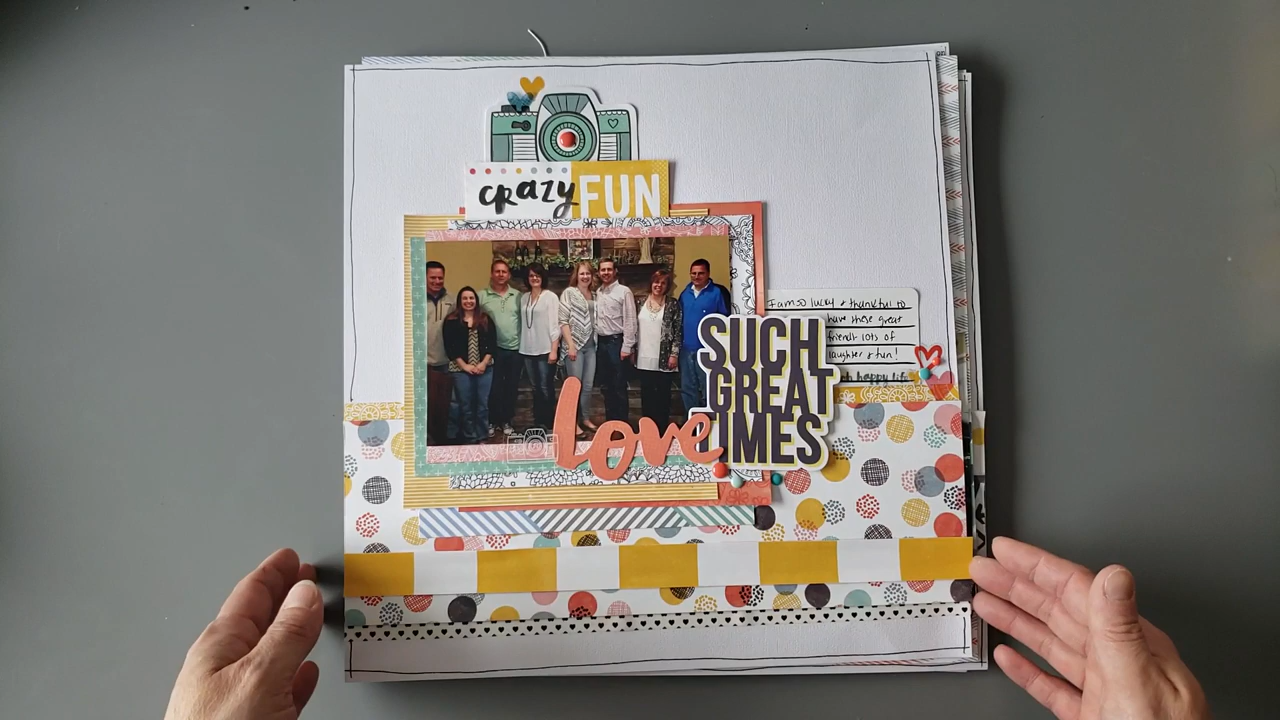 crazy FUN
I am so lucky & thankful to
have these great
friends lots of
laughter & fun!
happy life
SUCH
GREAT
TIMES
Love